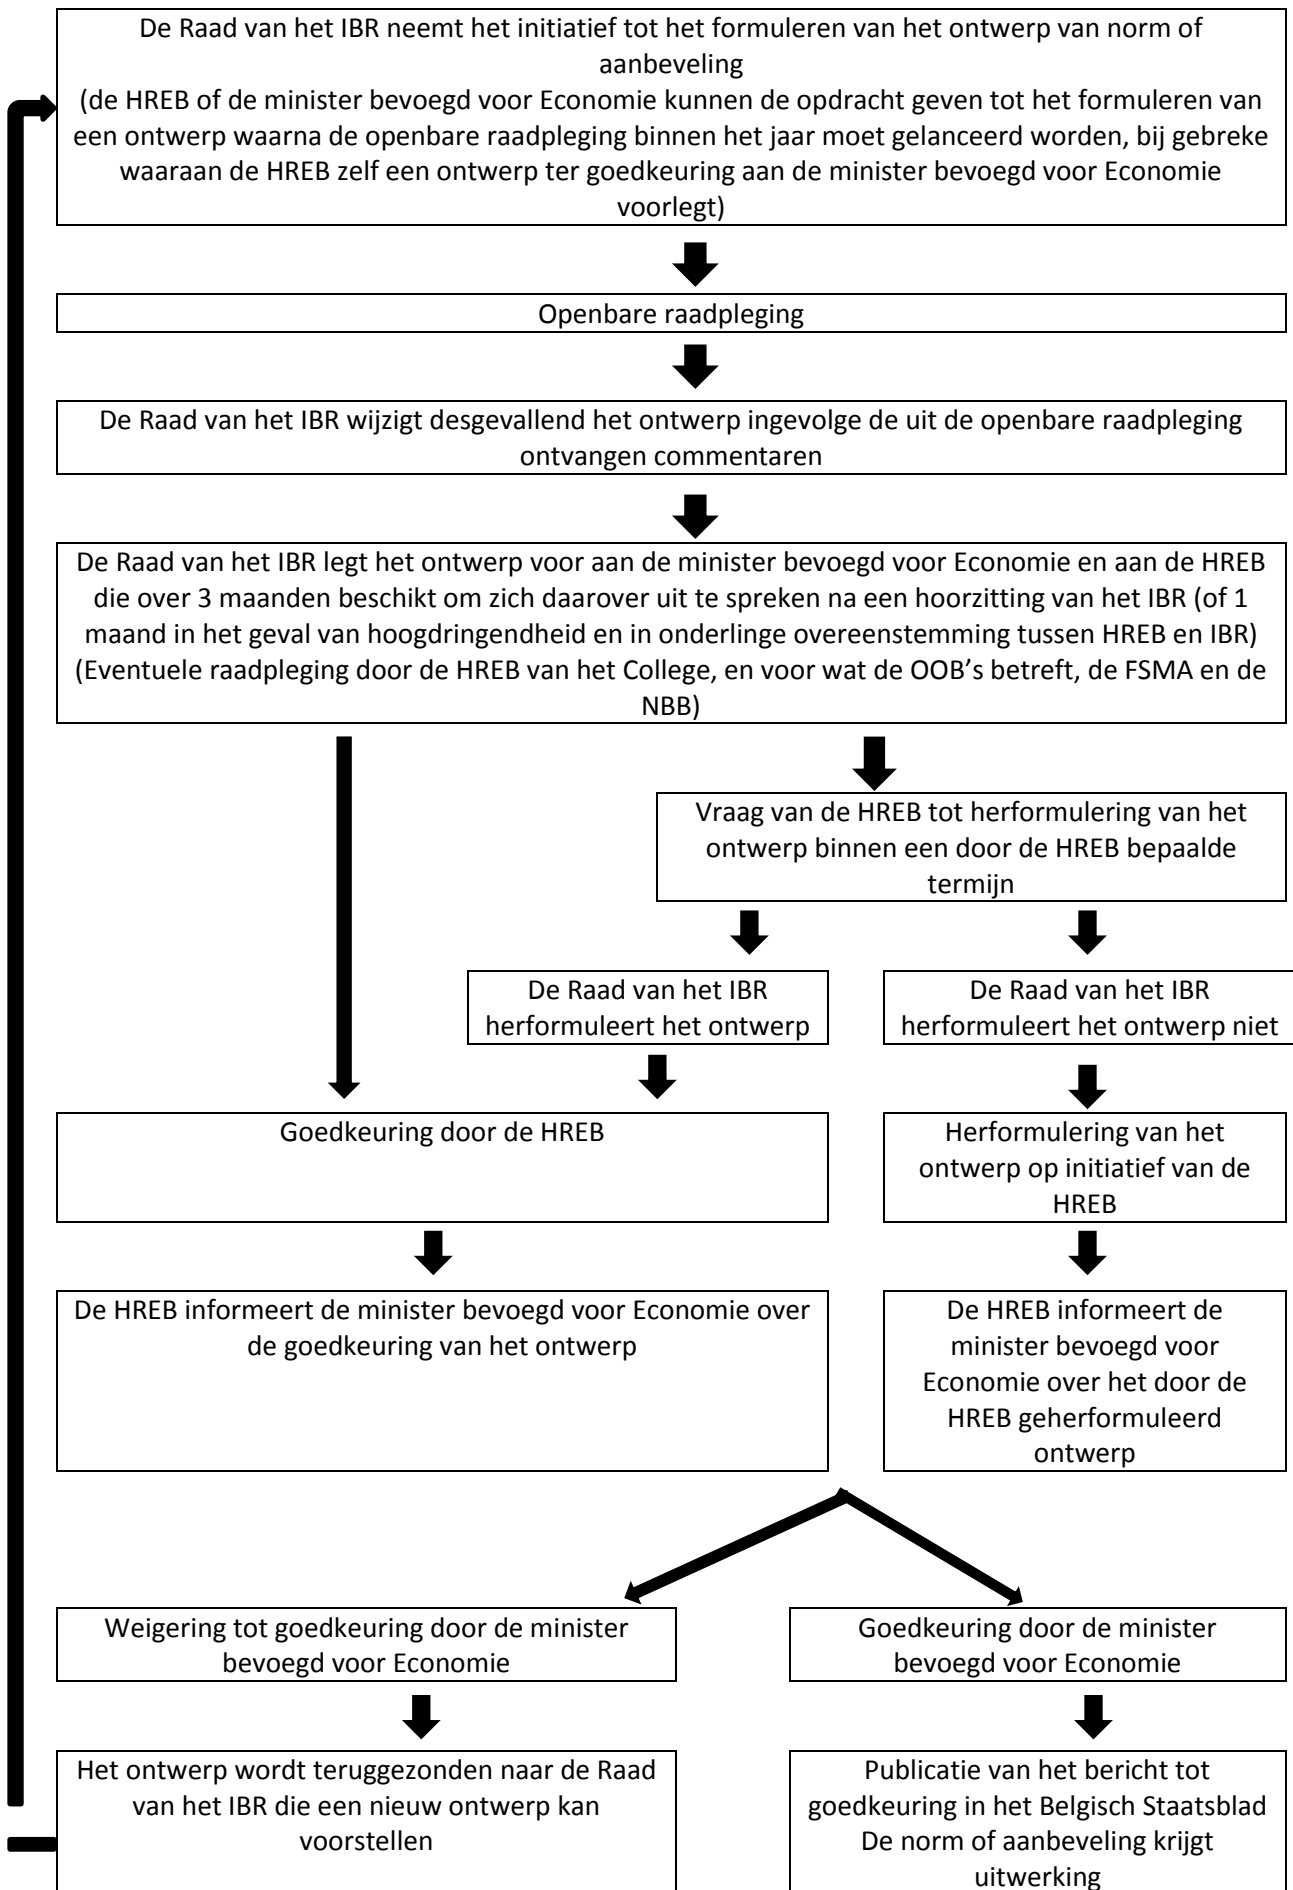 De Raad van het IBR neemt het initiatief tot het formuleren van het ontwerp van norm of
aanbeveling
(de HREB of de minister bevoegd voor Economie kunnen de opdracht geven tot het formuleren van
een ontwerp waarna de openbare raadpleging binnen het jaar moet gelanceerd worden, bij gebreke
waaraan de HREB zelf een ontwerp ter goedkeuring aan de minister bevoegd voor Economie
voorlegt)
Openbare raadpleging
De Raad van het IBR wijzigt desgevallend het ontwerp ingevolge de uit de openbare raadpleging
ontvangen commentaren
De Raad van het IBR legt het ontwerp voor aan de minister bevoegd voor Economie en aan de HREB
die over 3 maanden beschikt om zich daarover uit te spreken na een hoorzitting van het IBR (of 1
maand in het geval van hoogdringendheid en in onderlinge overeenstemming tussen HREB en IBR)
(Eventuele raadpleging door de HREB van het College, en voor wat de OOB’s betreft, de FSMA en de
NBB)
Vraag van de HREB tot herformulering van het
ontwerp binnen een door de HREB bepaalde
termijn
De Raad van het IBR
herformuleert het ontwerp
De Raad van het IBR
herformuleert het ontwerp niet
Goedkeuring door de HREB
Herformulering van het
ontwerp op initiatief van de
HREB
De HREB informeert de minister bevoegd voor Economie over
de goedkeuring van het ontwerp
De HREB informeert de
minister bevoegd voor
Economie over het door de
HREB geherformuleerd
ontwerp
Weigering tot goedkeuring door de minister
bevoegd voor Economie
Goedkeuring door de minister
bevoegd voor Economie
Het ontwerp wordt teruggezonden naar de Raad
van het IBR die een nieuw ontwerp kan
voorstellen
Publicatie van het bericht tot
goedkeuring in het Belgisch Staatsblad
De norm of aanbeveling krijgt
uitwerking